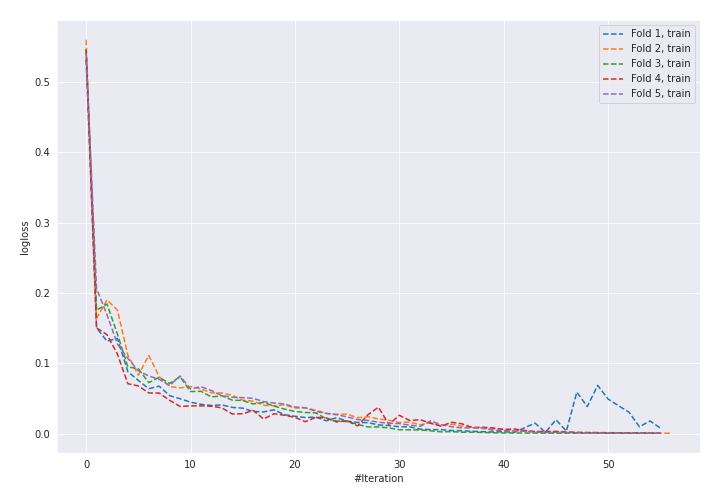 Fold 1, train
Fold 2, train
Fold 3, train
Fold 4, train
Fold 5, train
0.5
0.4
0.3
0.2
0.1
0.0
logloss
0 10 20 30 40 50
#Iteration